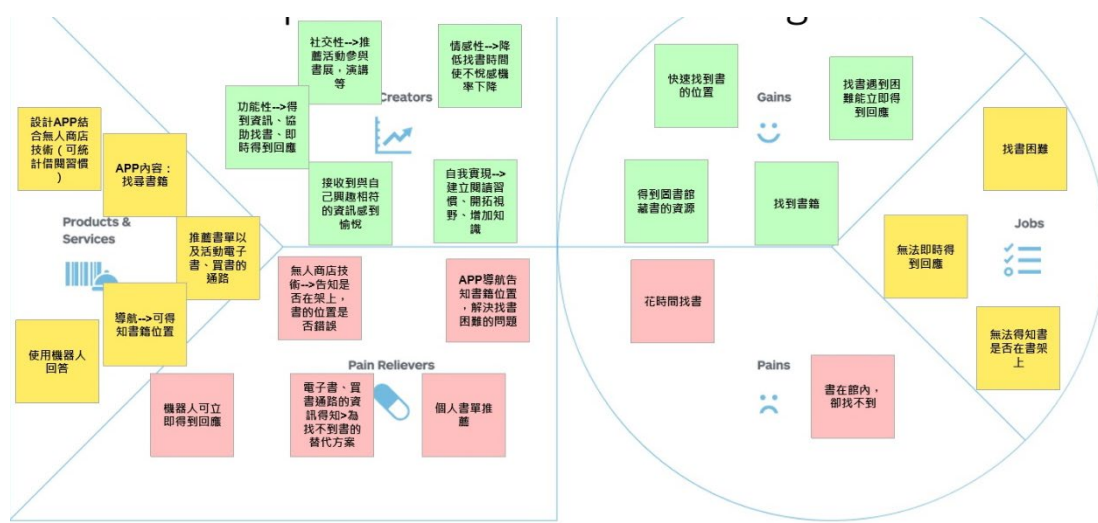 社交性-->推
薦活動參與
書展，演講
等
情感性-->降
低找書時間
使不悅感機
率下降
功能性-->得
到資訊、協
助找書、即
時得到回應
Creators
接收到與自
己興趣相符
的資訊感到
愉悅
自我實現-->
建立閱讀習
慣、開拓視
野、增加知
識
設計APP結
合無人商店
技術（可統
計借閱習慣
）
APP內容：
找尋書籍
Products &
Services
推薦書單以
及活動電子
書、買書的
通路
導航-->可得
知書籍位置
使用機器人
回答
無人商店技
術-->告知是
否在架上，
書的位置是
否錯誤
APP導航告
知書籍位置
，解決找書
困難的問題
Pain Relievers
機器人可立
即得到回應
電子書、買
書通路的資
訊得知>為
找不到書的
替代方案
個人書單推
薦
快速找到書
的位置
Gains
找書遇到困
難能立即得
到回應
得到圖書館
藏書的資源
找到書籍
找書困難
Jobs
無法即時得
到回應
無法得知書
是否在書架
上
花時間找書
Pains
書在館內，
卻找不到